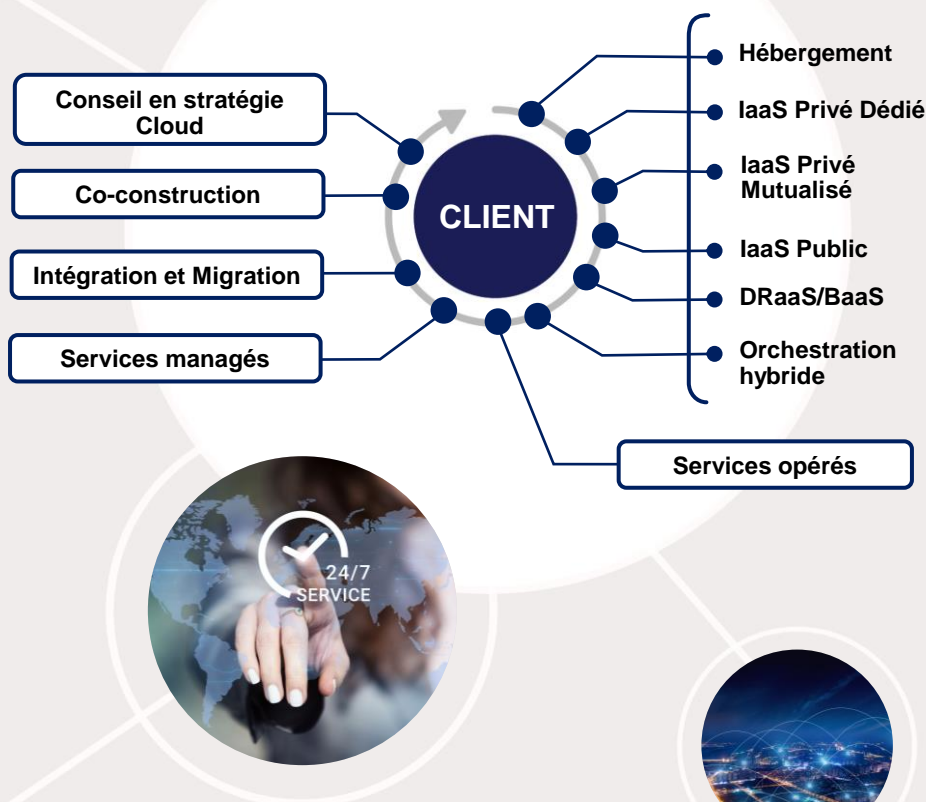 Hébergement
IaaS Privé Dédié
IaaS Privé
Mutualisé
IaaS Public
DRaaS/BaaS
Orchestration
hybride
Conseil en stratégie
Cloud
Co-construction
Intégration et Migration
Services managés
CLIENT
Services opérés
24/7
SERVICE